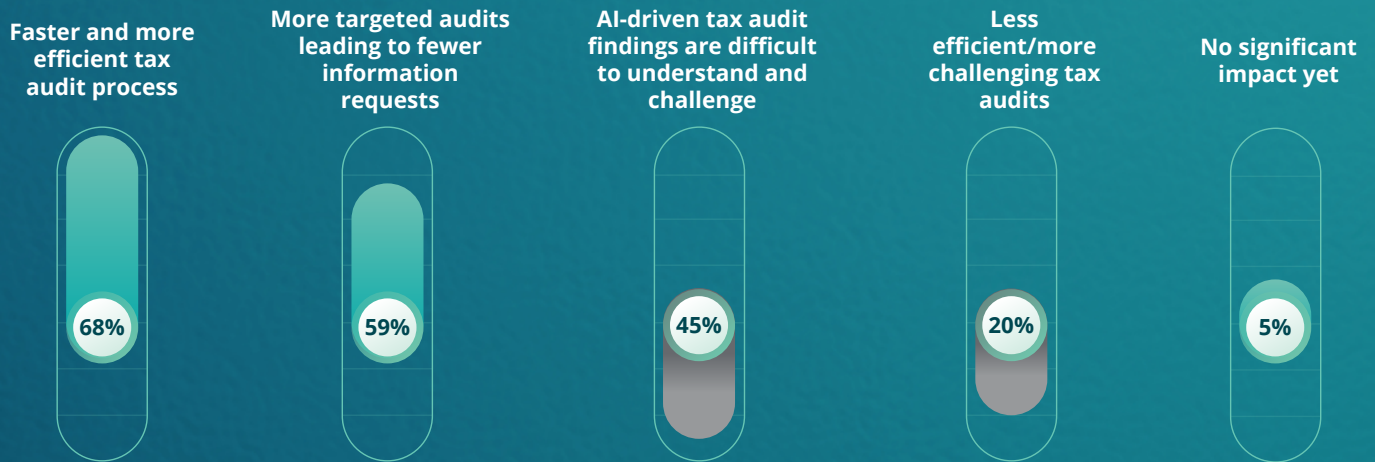 Faster and more
efficient tax
audit process
More targeted audits
leading to fewer
information
requests
AI-driven tax audit
findings are difficult
to understand and
challenge
Less
efficient/more
challenging tax
audits
No significant
impact yet
68%
59%
45%
20%
5%